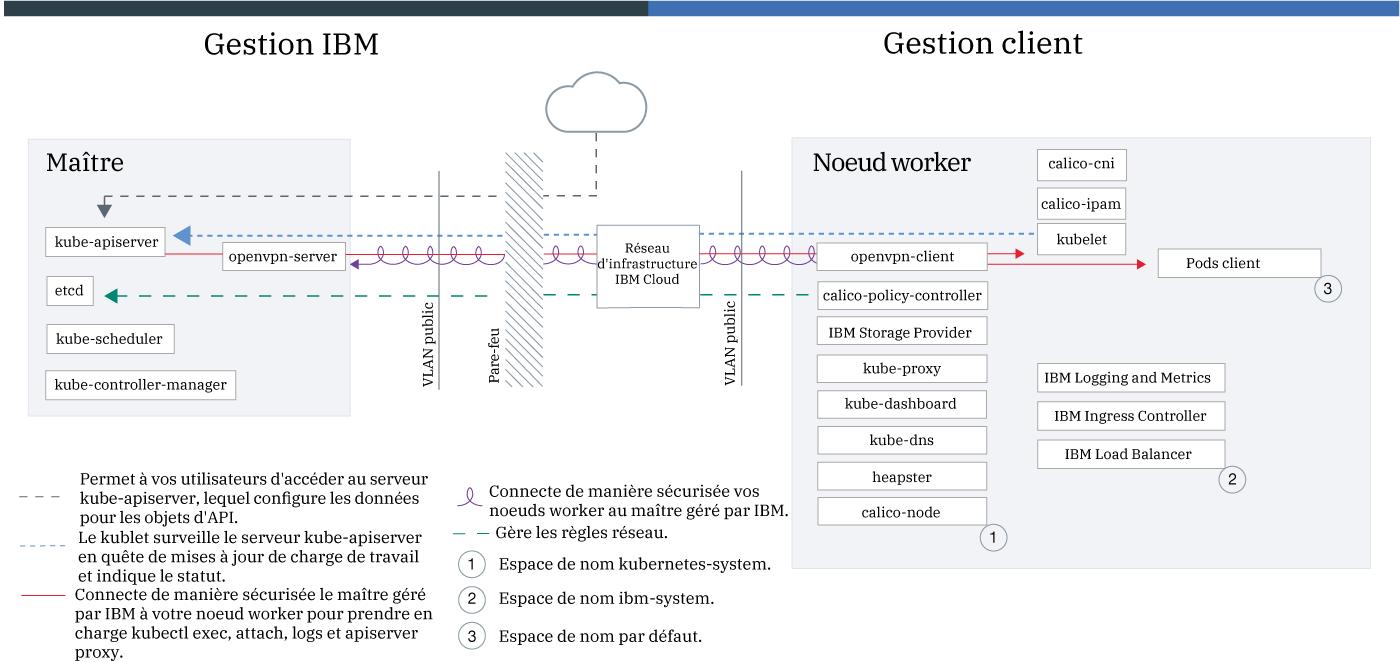 Gestion IBM
Gestion client
Maître
kube-apiserver
openvpn-server
etcd
kube-scheduler
kube-controller-manager
VLAN public
Pare-feu
Réseau
d'infrastructure
IBM Cloud
VLAN public
Noeud worker
calico-cni
calico-ipam
kubelet
openvpn-client
Pods client
3
calico-policy-controller
IBM Storage Provider
kube-proxy
kube-dashboard
kube-dns
heapster
calico-node
1
IBM Logging and Metrics
IBM Ingress Controller
IBM Load Balancer
2
Permet à vos utilisateurs d'accéder au serveur
kube-apiserver, lequel configure les données
pour les objets d'API.
Le kublet surveille le serveur kube-apiserver
en quête de mises à jour de charge de travail
et indique le statut.
Connecte de manière sécurisée le maître géré
par IBM à votre noeud worker pour prendre en
charge kubectl exec, attach, logs et apiserver
proxy.
Connecte de manière sécurisée vos
noeuds worker au maître géré par IBM.
Gère les règles réseau.
1 Espace de nom kubernetes-system.
2 Espace de nom ibm-system.
3 Espace de nom par défaut.